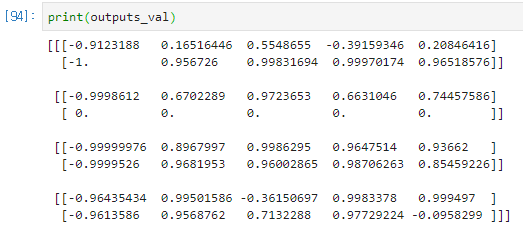 [94]: print(outputs_val)
[[[-0.9123188 0.16516446 0.5548655 -0.39159346 0.20846416]
[-1. 0.956726 0.99831694 0.99970174 0.96518576]]
[[-0.9998612 0.6702289 0.9723653 0.6631046 0.74457586]
[ 0. 0. 0. 0. 0. ]]
[[-0.99999976 0.8967997 0.9986295 0.9647514 0.93662 ]
[-0.9999526 0.9681953 0.96002865 0.98706263 0.85459226]]
[[-0.96435434 0.99501586 -0.36150697 0.9983378 0.999497 ]
[-0.9613586 0.9568762 0.7132288 0.97729224 -0.0958299 ]]]